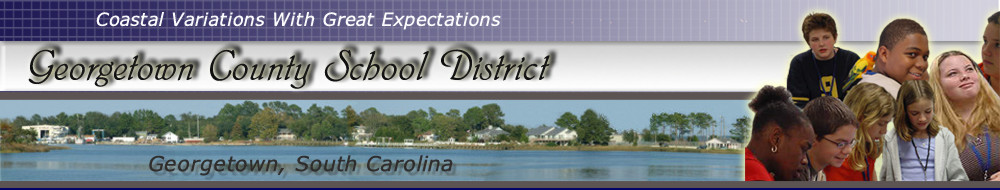 Coastal Variations With Great Expectations
Georgetown County School District
Georgetown, South Carolina